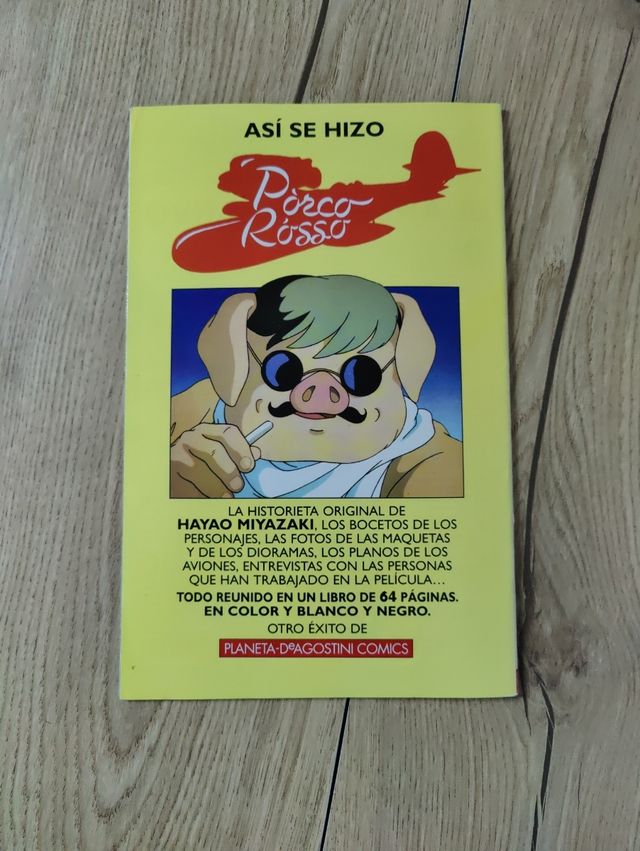 ASÍ SE HIZO
Pòrco
Rósso
LA HISTORIETA ORIGINAL DE
HAYAO MIYAZAKI, LOS BOCETOS DE LOS
PERSONAJES, LAS FOTOS DE LAS MAQUETAS
Y DE LOS DIORAMAS, LOS PLANOS DE LOS
AVIONES, ENTREVISTAS CON LAS PERSONAS
QUE HAN TRABAJADO EN LA PELÍCULA...
TODO REUNIDO EN UN LIBRO DE 64 PÁGINAS.
EN COLOR Y BLANCO Y NEGRO.
OTRO ÉXITO DE
PLANETA-DeAGOSTINI COMICS